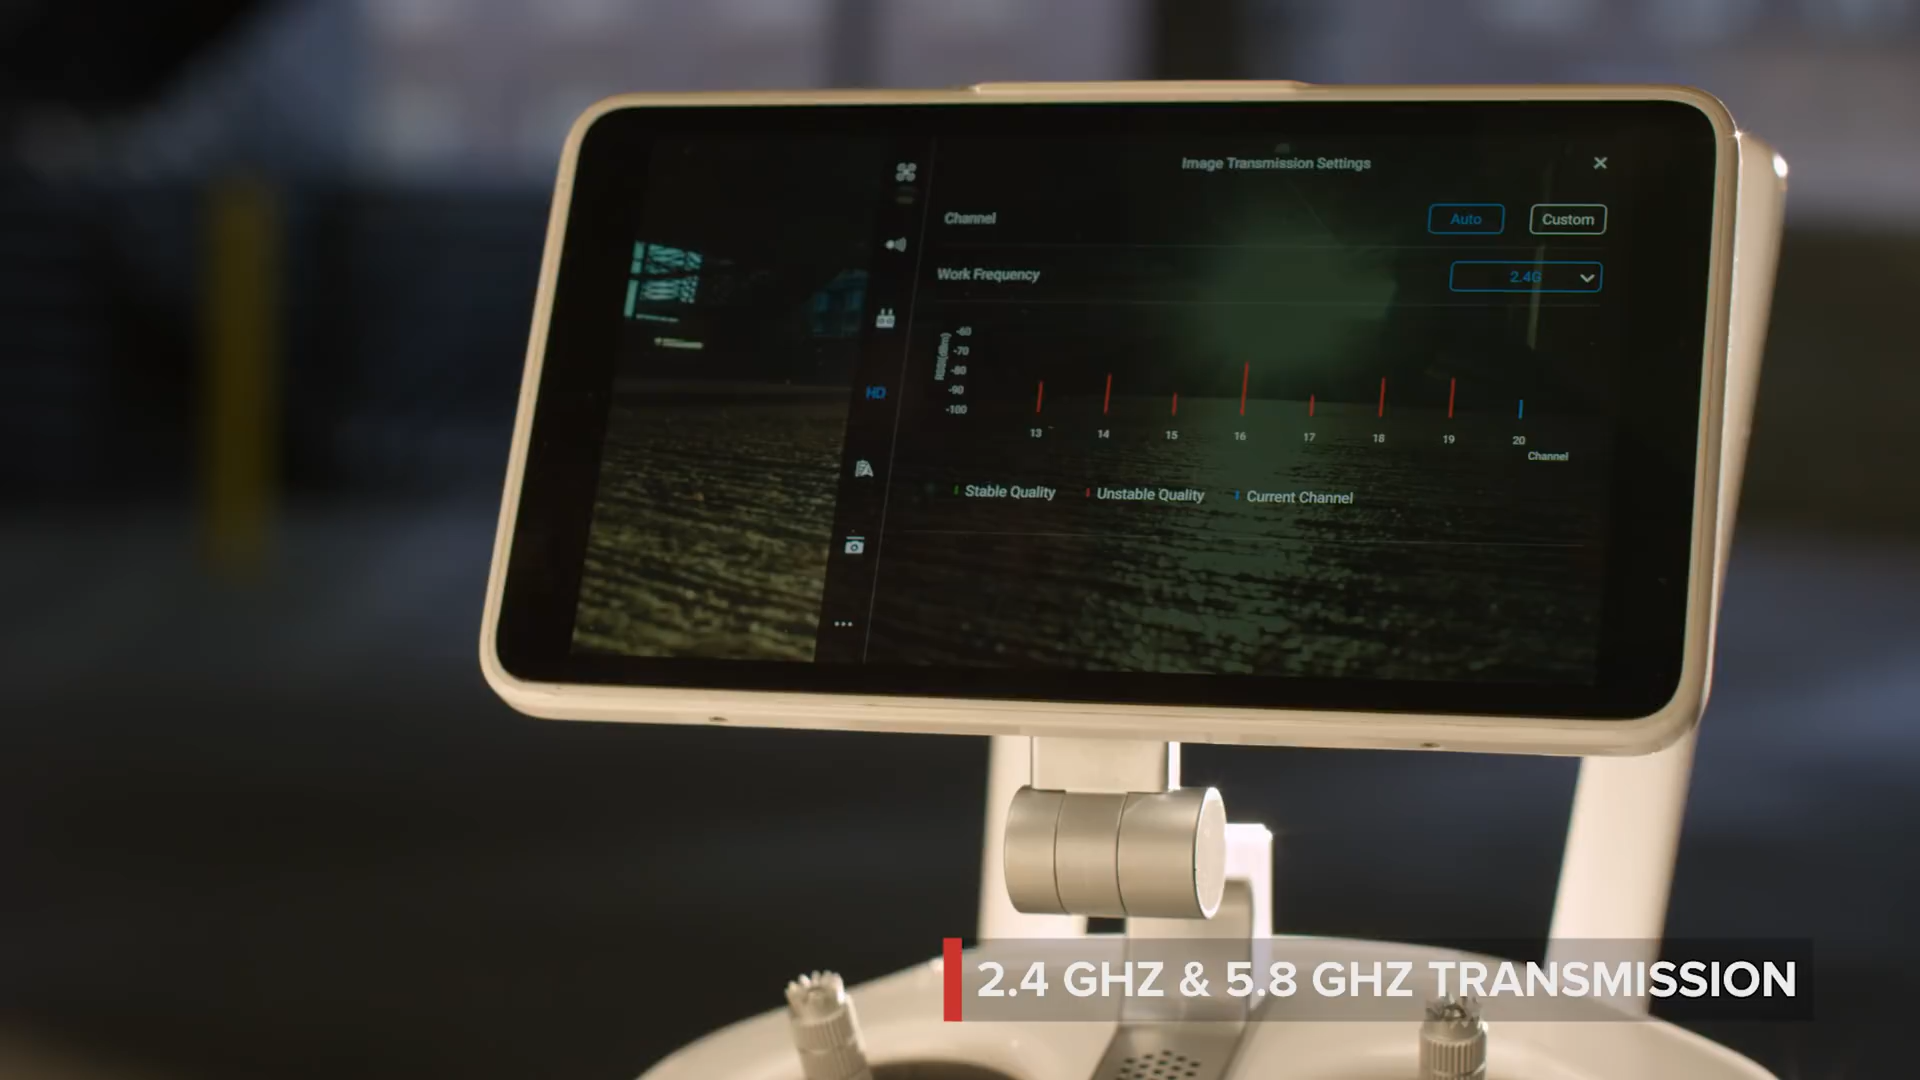 Image Transmission Settings
Channel
Auto
Custom
Work Frequency
2.4G
RSSI(dBm)
-60
-70
-80
-90
-100
13 14 15 16 17 18 19 20
Channel
HD
Stable Quality Unstable Quality Current Channel
2.4 GHZ & 5.8 GHZ TRANSMISSION